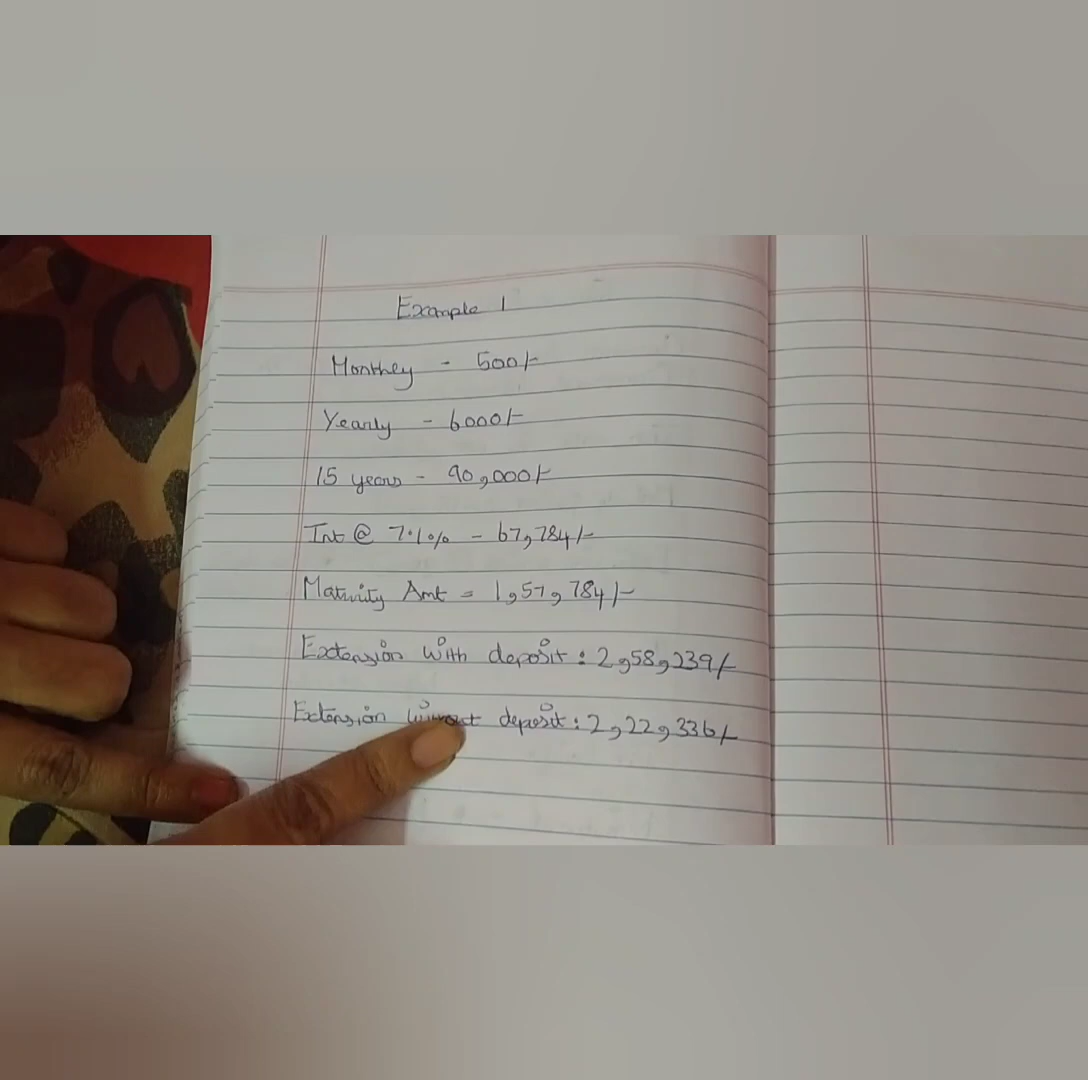 Example 1
Monthly - 500/-
Yearly - 6000/-
15 years - 90,000/-
Int @ 7.1% - 67,784/-
Maturity Amt = 1,57,784/-
Extension with deposit : 2,58,239/-
Extension without deposit : 2,22,336/-